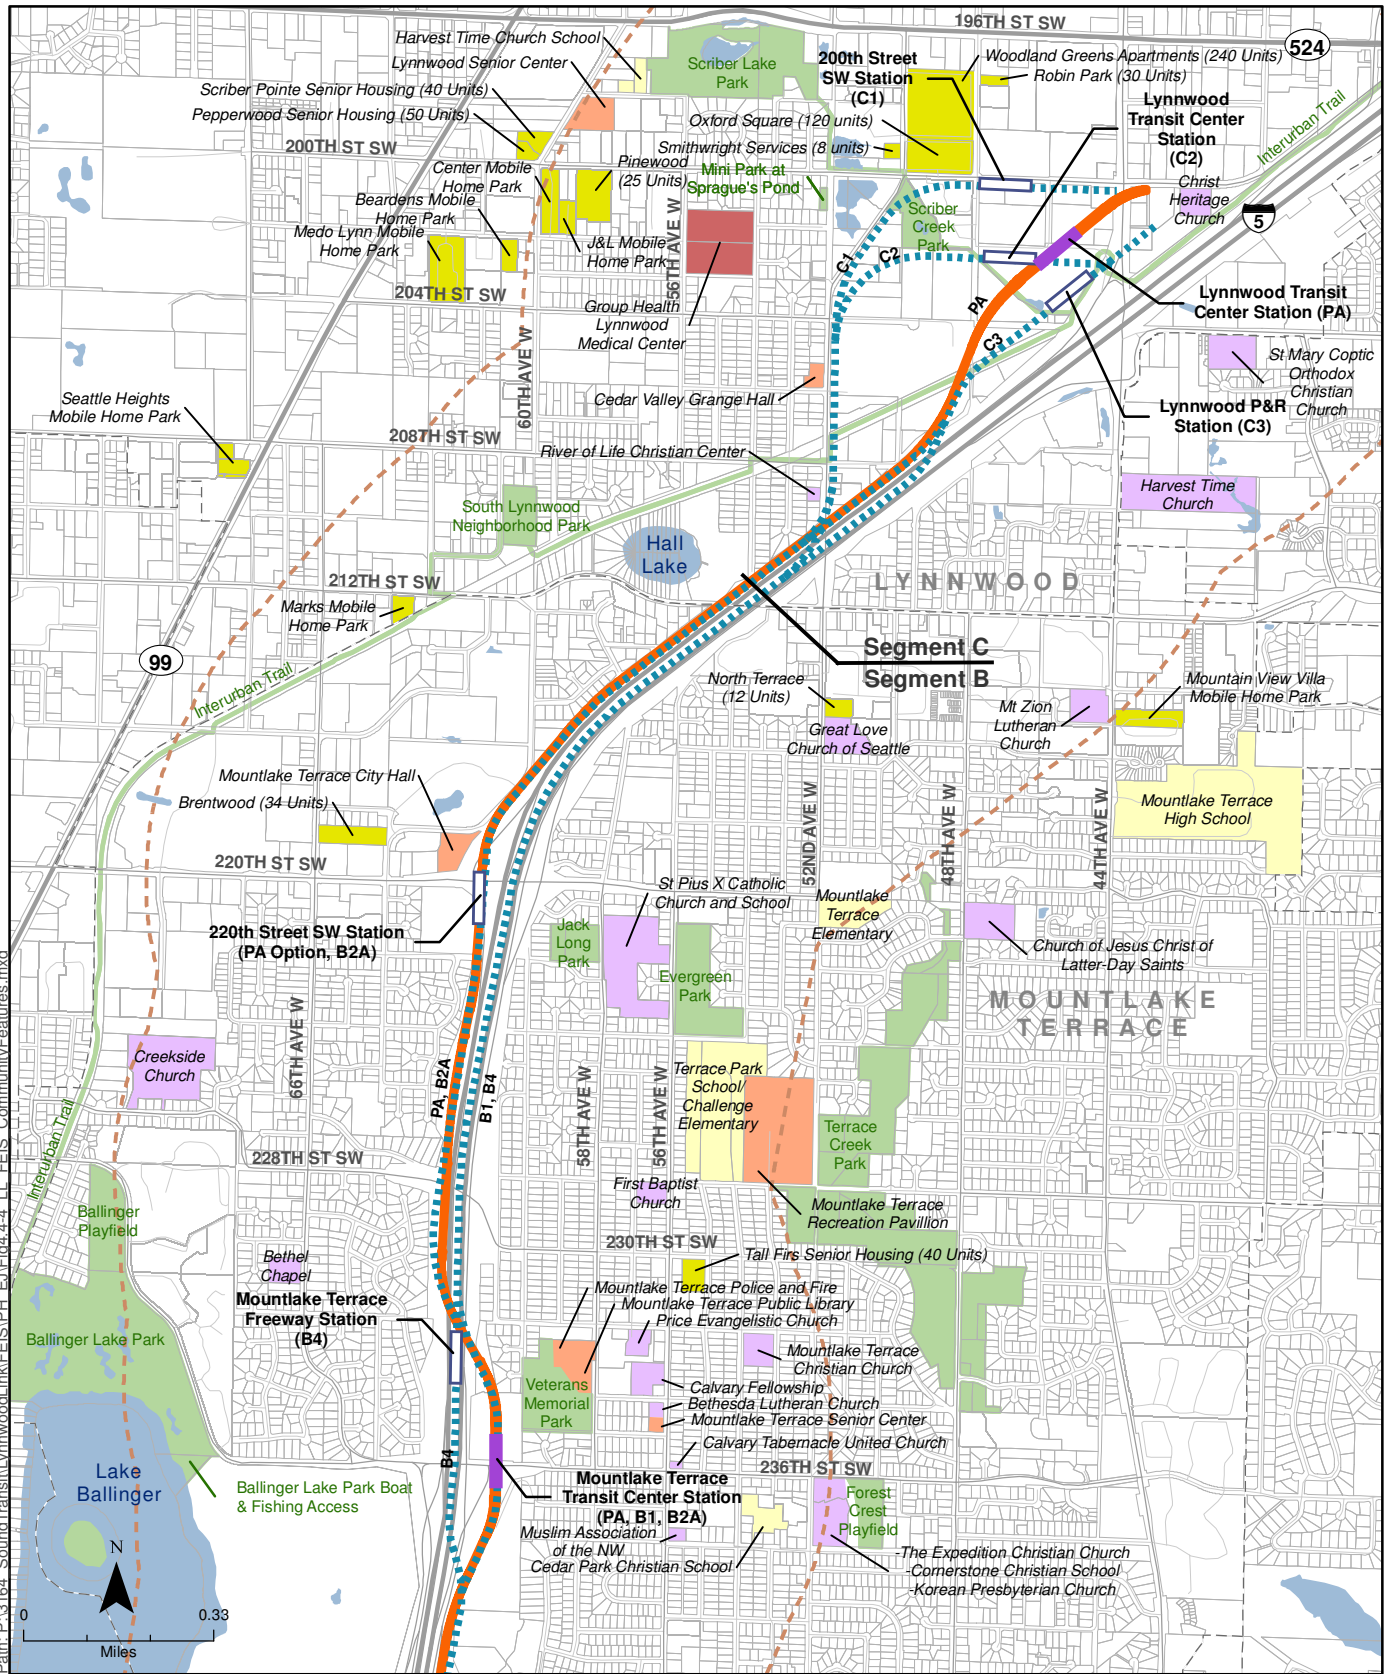 196TH ST SW
524
Harvest Time Church School
Lynnwood Senior Center
Scriber Pointe Senior Housing (40 Units)
Pepperwood Senior Housing (50 Units)
200TH ST SW
Scriber Lake
Park
200th Street
SW Station
(C1)
Woodland Greens Apartments (240 Units)
Robin Park (30 Units)
Lynnwood
Transit Center
Station
(C2)
Interurban Trail
Oxford Square (120 units)
Smithwright Services (8 units)
Mini Park at
Sprague's Pond
Center Mobile
Home Park
Pinewood
(25 Units)
Beardens Mobile
Home Park
Medo Lynn Mobile
Home Park
J&L Mobile
Home Park
56TH AVE W
Christ
Heritage
Church
5
Scriber
Creek
Park
C1
C2
PA
C3
204TH ST SW
Group Health
Lynnwood
Medical Center
Lynnwood Transit
Center Station (PA)
60TH AVE W
St Mary Coptic
Orthodox
Christian
Church
Lynnwood P&R
Station (C3)
Seattle Heights
Mobile Home Park
Cedar Valley Grange Hall
208TH ST SW
River of Life Christian Center
Harvest Time
Church
South Lynnwood
Neighborhood Park
Hall
Lake
212TH ST SW
LYNNWOOD
Marks Mobile
Home Park
99
Segment C
Segment B
Interurban Trail
North Terrace
(12 Units)
Great Love
Church of Seattle
Mt Zion
Lutheran
Church
Mountain View Villa
Mobile Home Park
Mountlake Terrace City Hall
Brentwood (34 Units)
52ND AVE W
48TH AVE W
44TH AVE W
Mountlake Terrace
High School
220TH ST SW
St Pius X Catholic
Church and School
Mountlake
Terrace
Elementary
220th Street SW Station
(PA Option, B2A)
Jack
Long
Park
Evergreen
Park
Church of Jesus Christ of
Latter-Day Saints
MOUNTLAKE
TERRACE
66TH AVE W
Creekside
Church
PA, B2A
B1, B4
58TH AVE W
56TH AVE W
Terrace Park
School/
Challenge
Elementary
Terrace
Creek
Park
Interurban Trail
228TH ST SW
First Baptist
Church
Mountlake Terrace
Recreation Pavillion
Ballinger
Playfield
230TH ST SW
Tall Firs Senior Housing (40 Units)
Bethel
Chapel
Mountlake Terrace
Freeway Station
(B4)
Mountlake Terrace Police and Fire
Mountlake Terrace Public Library
Price Evangelistic Church
Ballinger Lake Park
Mountlake Terrace
Christian Church
Veterans
Memorial
Park
Calvary Fellowship
Bethesda Lutheran Church
Mountlake Terrace Senior Center
Calvary Tabernacle United Church
B4
236TH ST SW
Lake
Ballinger
Ballinger Lake Park Boat
& Fishing Access
Mountlake Terrace
Transit Center Station
(PA, B1, B2A)
Forest
Crest
Playfield
Muslim Association
of the NW
Cedar Park Christian School
-The Expedition Christian Church
-Cornerstone Christian School
-Korean Presbyterian Church
N
0 0.33
Miles